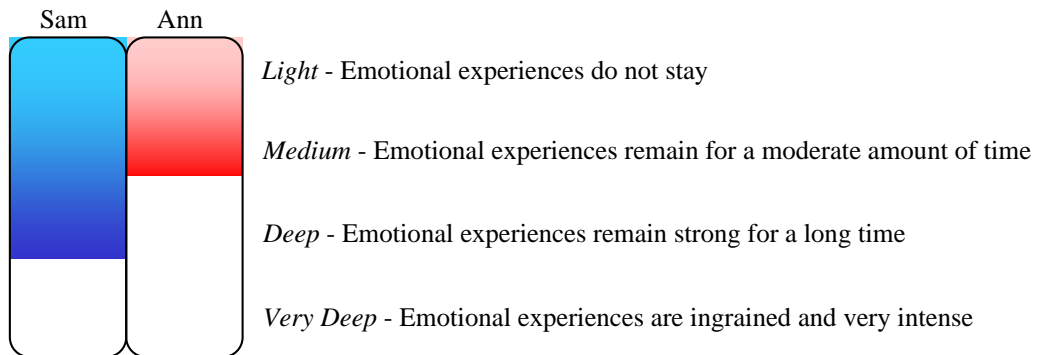 Sam Ann
Light - Emotional experiences do not stay
Medium - Emotional experiences remain for a moderate amount of time
Deep - Emotional experiences remain strong for a long time
Very Deep - Emotional experiences are ingrained and very intense